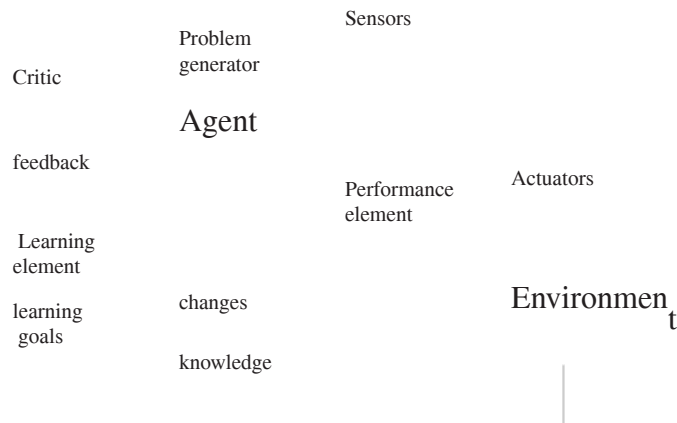 Critic
feedback
Learning
element
learning
goals
Problem
generator
Agent
changes
knowledge
Sensors
Performance
element
Actuators
Environmen
t